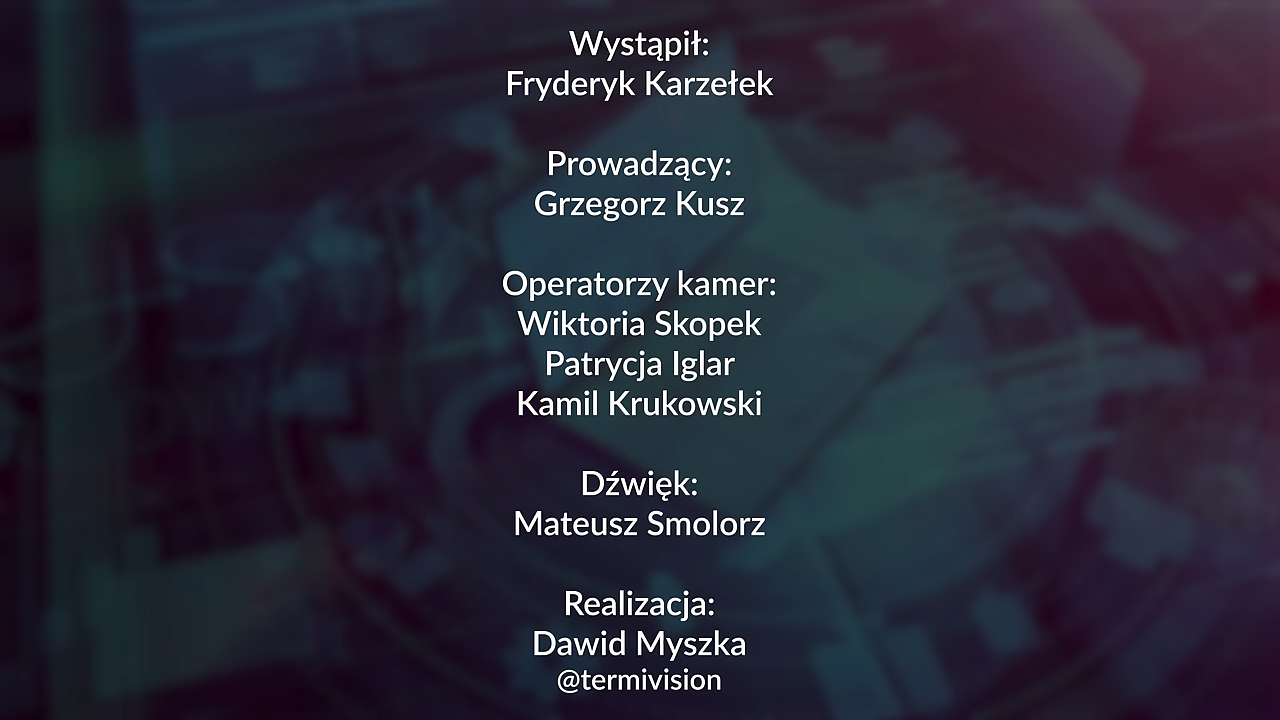 Wystąpił:
Fryderyk Karzełek
Prowadzący:
Grzegorz Kusz
Operatorzy kamer:
Wiktoria Skopek
Patrycja Iglar
Kamil Krukowski
Dźwięk:
Mateusz Smolorz
Realizacja:
Dawid Myszka
@termivision